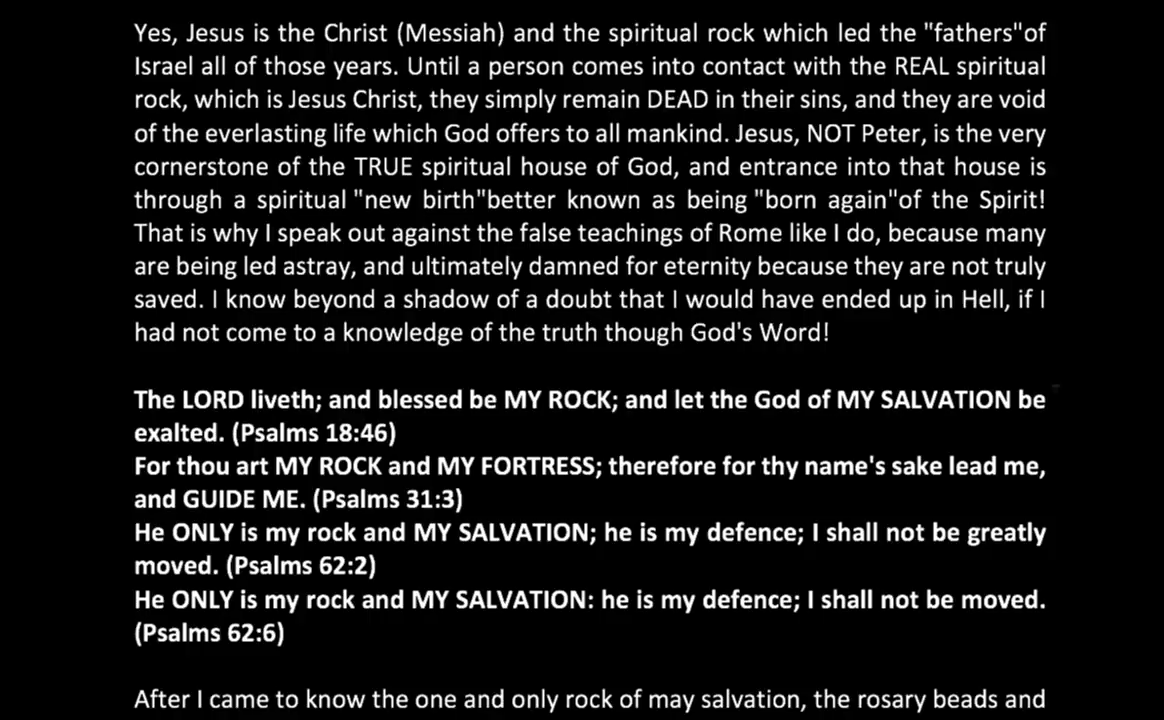 Yes, Jesus is the Christ (Messiah) and the spiritual rock which led the "fathers"of
Israel all of those years. Until a person comes into contact with the REAL spiritual
rock, which is Jesus Christ, they simply remain DEAD in their sins, and they are void
of the everlasting life which God offers to all mankind. Jesus, NOT Peter, is the very
cornerstone of the TRUE spiritual house of God, and entrance into that house is
through a spiritual "new birth"better known as being "born again"of the Spirit!
That is why I speak out against the false teachings of Rome like I do, because many
are being led astray, and ultimately damned for eternity because they are not truly
saved. I know beyond a shadow of a doubt that I would have ended up in Hell, if I
had not come to a knowledge of the truth though God's Word!
The LORD liveth; and blessed be MY ROCK; and let the God of MY SALVATION be
exalted. (Psalms 18:46)
For thou art MY ROCK and MY FORTRESS; therefore for thy name's sake lead me,
and GUIDE ME. (Psalms 31:3)
He ONLY is my rock and MY SALVATION; he is my defence; I shall not be greatly
moved. (Psalms 62:2)
He ONLY is my rock and MY SALVATION: he is my defence; I shall not be moved.
(Psalms 62:6)
After I came to know the one and only rock of may salvation, the rosary beads and